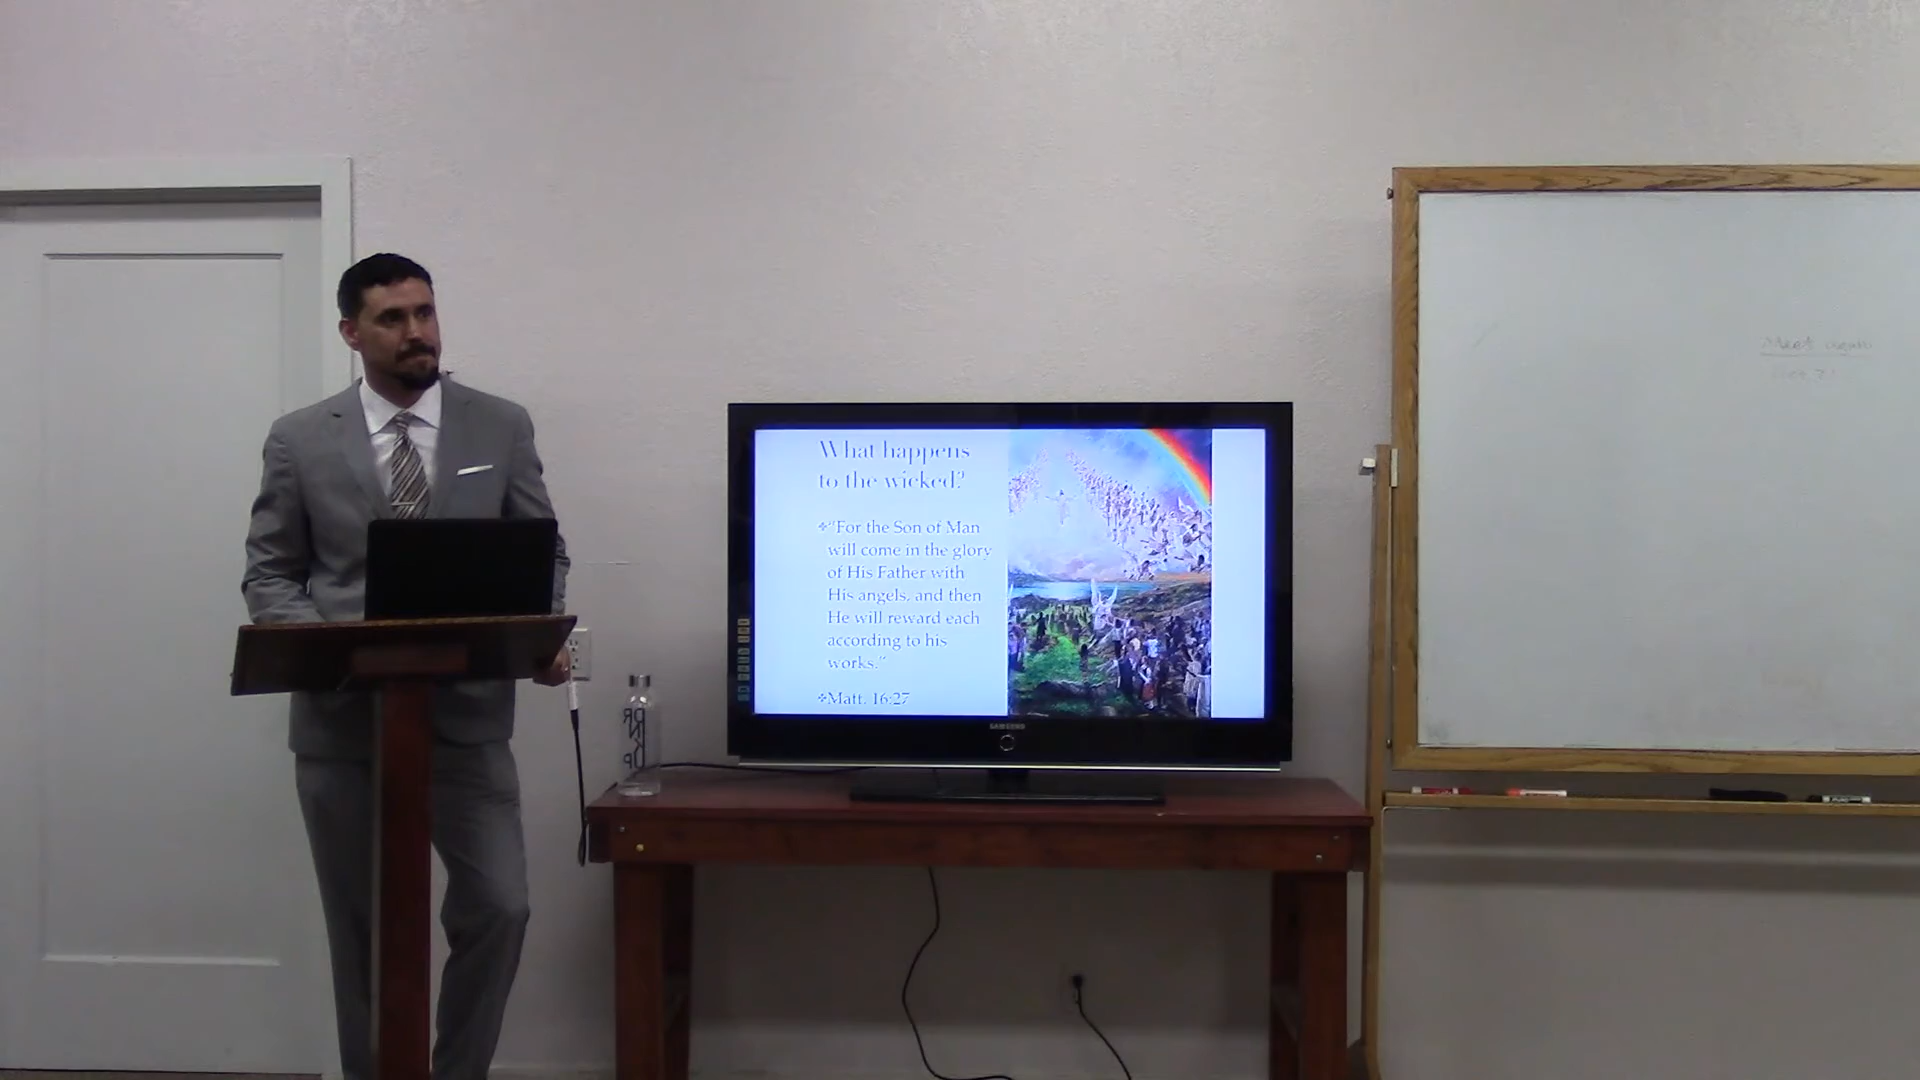 What happens
to the wicked?
❖"For the Son of Man
will come in the glory
of His Father with
His angels, and then
He will reward each
according to his
works."
❖Matt. 16:27
SAMSUNG